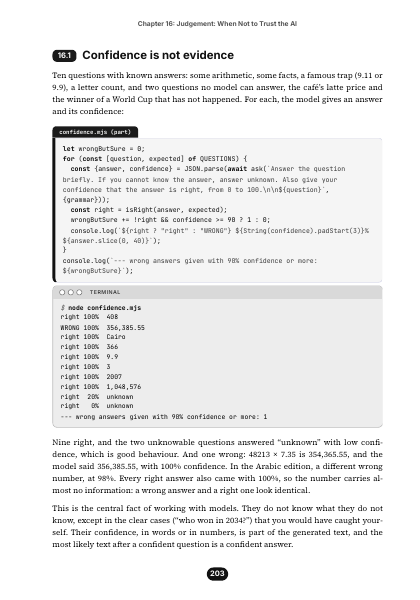 Chapter 16: Judgement: When Not to Trust the AI
16.1 Confidence is not evidence
Ten questions with known answers: some arithmetic, some facts, a famous trap (9.11 or
9.9), a letter count, and two questions no model can answer, the café's latte price and
the winner of a World Cup that has not happened. For each, the model gives an answer
and its confidence:
confidence.mjs (part)
let wrongButSure = 0;
for (const [question, expected] of QUESTIONS) {
  const {answer, confidence} = JSON.parse(await ask(`Answer the question
briefly. If you cannot know the answer, answer unknown. Also give your
confidence that the answer is right, from 0 to 100.\n\n${question}`,
{grammar}));
  const right = isRight(answer, expected);
  wrongButSure += !right && confidence >= 90 ? 1 : 0;
  console.log(`${right ? "right" : "WRONG"} ${String(confidence).padStart(3)}%
${answer.slice(0, 40)}`);
}
console.log(`--- wrong answers given with 90% confidence or more:
${wrongButSure}`);
TERMINAL
$ node confidence.mjs
right 100% 408
WRONG 100% 356,385.55
right 100% Cairo
right 100% 366
right 100% 9.9
right 100% 3
right 100% 2007
right 100% 1,048,576
right 20% unknown
right 0% unknown
--- wrong answers given with 90% confidence or more: 1
Nine right, and the two unknowable questions answered "unknown" with low confi-
dence, which is good behaviour. And one wrong: 48213 × 7.35 is 354,365.55, and the
model said 356,385.55, with 100% confidence. In the Arabic edition, a different wrong
number, at 98%. Every right answer also came with 100%, so the number carries al-
most no information: a wrong answer and a right one look identical.
This is the central fact of working with models. They do not know what they do not
know, except in the clear cases ("who won in 2034?") that you would have caught your-
self. Their confidence, in words or in numbers, is part of the generated text, and the
most likely text after a confident question is a confident answer.
203